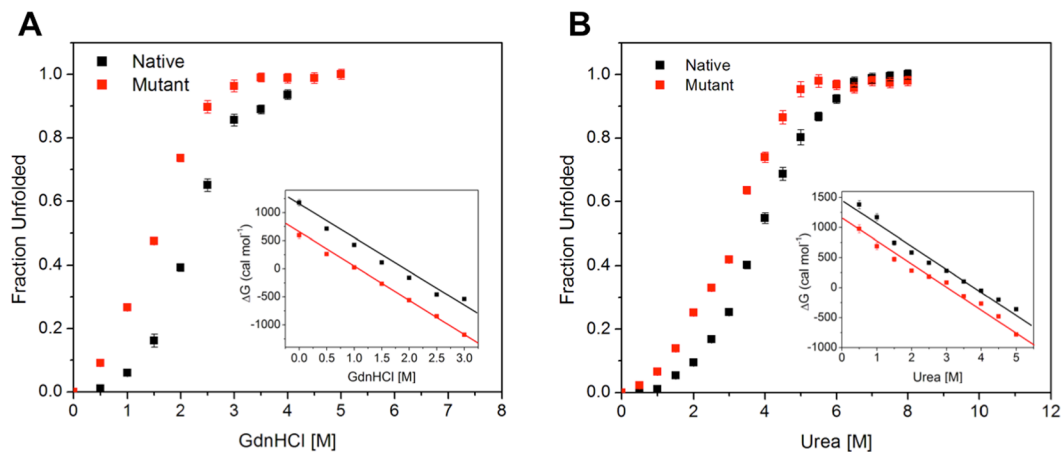 A
Native
Mutant
Fraction Unfolded
1.0
0.8
0.6
0.4
0.2
0.0
0 1 2 3 4 5 6 7 8
GdnHCl [M]
ΔG (cal mol⁻¹)
1000
500
0
-500
-1000
0.0 0.5 1.0 1.5 2.0 2.5 3.0
GdnHCl [M]
B
Native
Mutant
Fraction Unfolded
1.0
0.8
0.6
0.4
0.2
0.0
0 2 4 6 8 10 12
Urea [M]
ΔG (cal mol⁻¹)
1500
1000
500
0
-500
-1000
0 1 2 3 4 5
Urea [M]